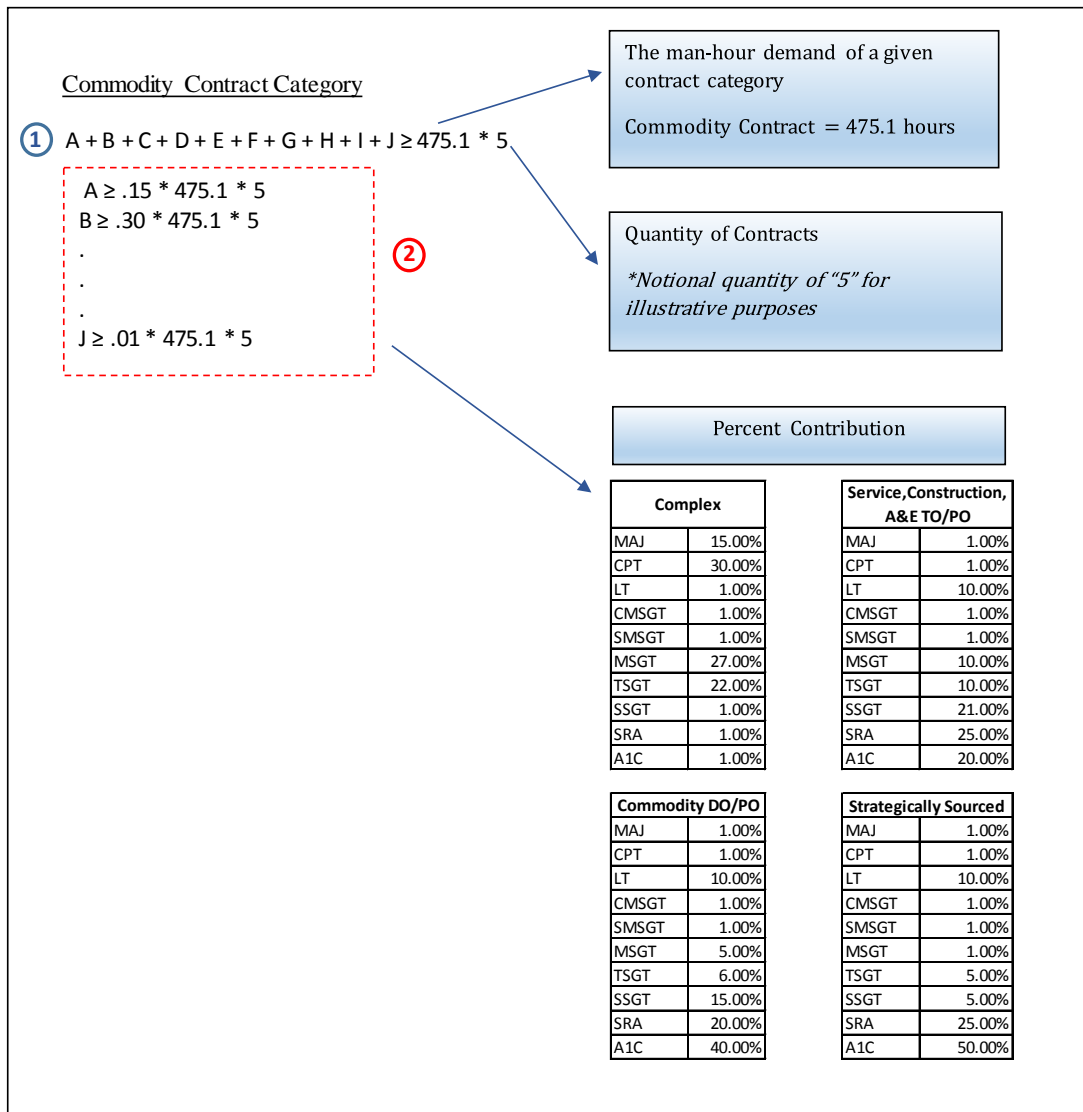 Commodity Contract Category
1 A + B + C + D + E + F + G + H + I + J ≥ 475.1 * 5
A ≥ .15 * 475.1 * 5
B ≥ .30 * 475.1 * 5
.
.
.
J ≥ .01 * 475.1 * 5
2
The man-hour demand of a given
contract category
Commodity Contract = 475.1 hours
Quantity of Contracts
*Notional quantity of “5” for
illustrative purposes
Percent Contribution
Complex
MAJ 15.00%
CPT 30.00%
LT 1.00%
CMSGT 1.00%
SMSGT 1.00%
MSGT 27.00%
TSGT 22.00%
SSGT 1.00%
SRA 1.00%
A1C 1.00%
Service,Construction,
A&E TO/PO
MAJ 1.00%
CPT 1.00%
LT 10.00%
CMSGT 1.00%
SMSGT 1.00%
MSGT 10.00%
TSGT 10.00%
SSGT 21.00%
SRA 25.00%
A1C 20.00%
Commodity DO/PO
MAJ 1.00%
CPT 1.00%
LT 10.00%
CMSGT 1.00%
SMSGT 1.00%
MSGT 5.00%
TSGT 6.00%
SSGT 15.00%
SRA 20.00%
A1C 40.00%
Strategically Sourced
MAJ 1.00%
CPT 1.00%
LT 10.00%
CMSGT 1.00%
SMSGT 1.00%
MSGT 1.00%
TSGT 5.00%
SSGT 5.00%
SRA 25.00%
A1C 50.00%